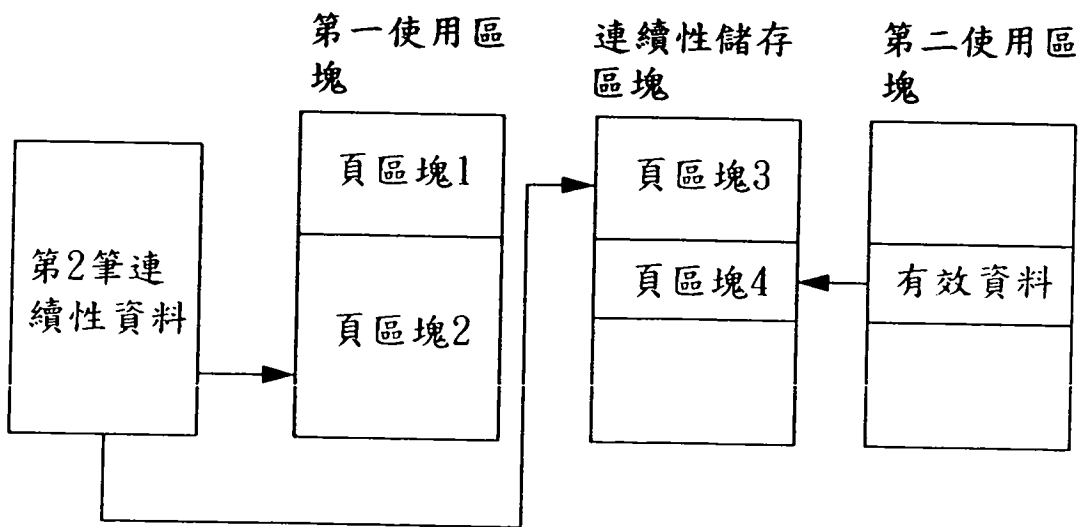 第一使用區
塊
連續性儲存
區塊
第二使用區
塊
第2筆連
續性資料
頁區塊1
頁區塊2
頁區塊3
頁區塊4
有效資料